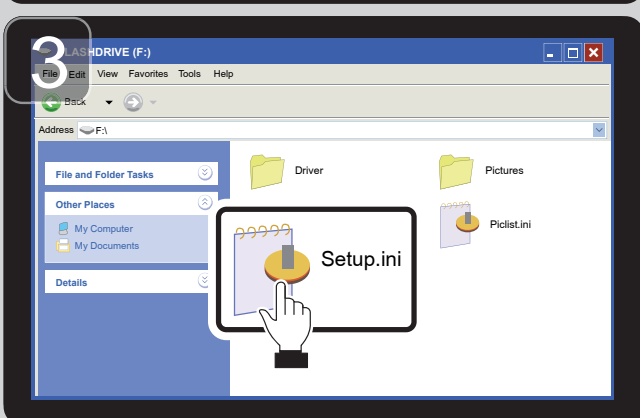 3
LASHDRIVE (F:)
File Edit View Favorites Tools Help
Back
Address F:\
File and Folder Tasks
Other Places
My Computer
My Documents
Details
Driver
Pictures
Piclist.ini
Setup.ini